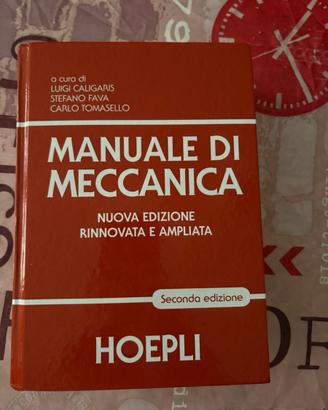 a cura di
LUIGI CALIGARIS
STEFANO FAVA
CARLO TOMASELLO
MANUALE DI
MECCANICA
NUOVA EDIZIONE
RINNOVATA E AMPLIATA
Seconda edizione
HOEPLI